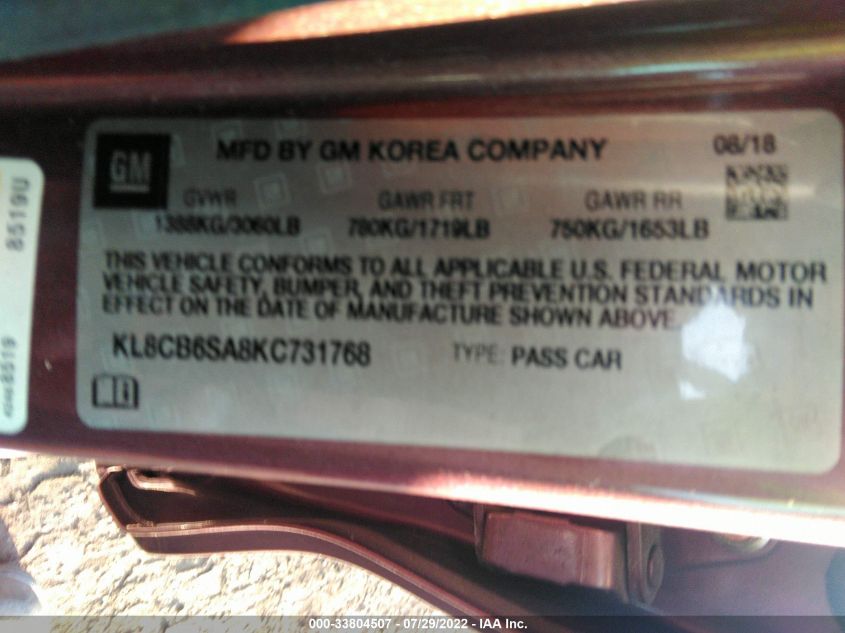 GM
MFD BY GM KOREA COMPANY 08/18
GVWR GAWR FRT GAWR RR
1388KG/3060LB 780KG/1719LB 750KG/1653LB
THIS VEHICLE CONFORMS TO ALL APPLICABLE U.S. FEDERAL MOTOR
VEHICLE SAFETY, BUMPER, AND THEFT PREVENTION STANDARDS IN
EFFECT ON THE DATE OF MANUFACTURE SHOWN ABOVE.
KL8CB6SA8KC731768 TYPE: PASS CAR
8519U
8519
000-33804507 - 07/29/2022 - IAA Inc.